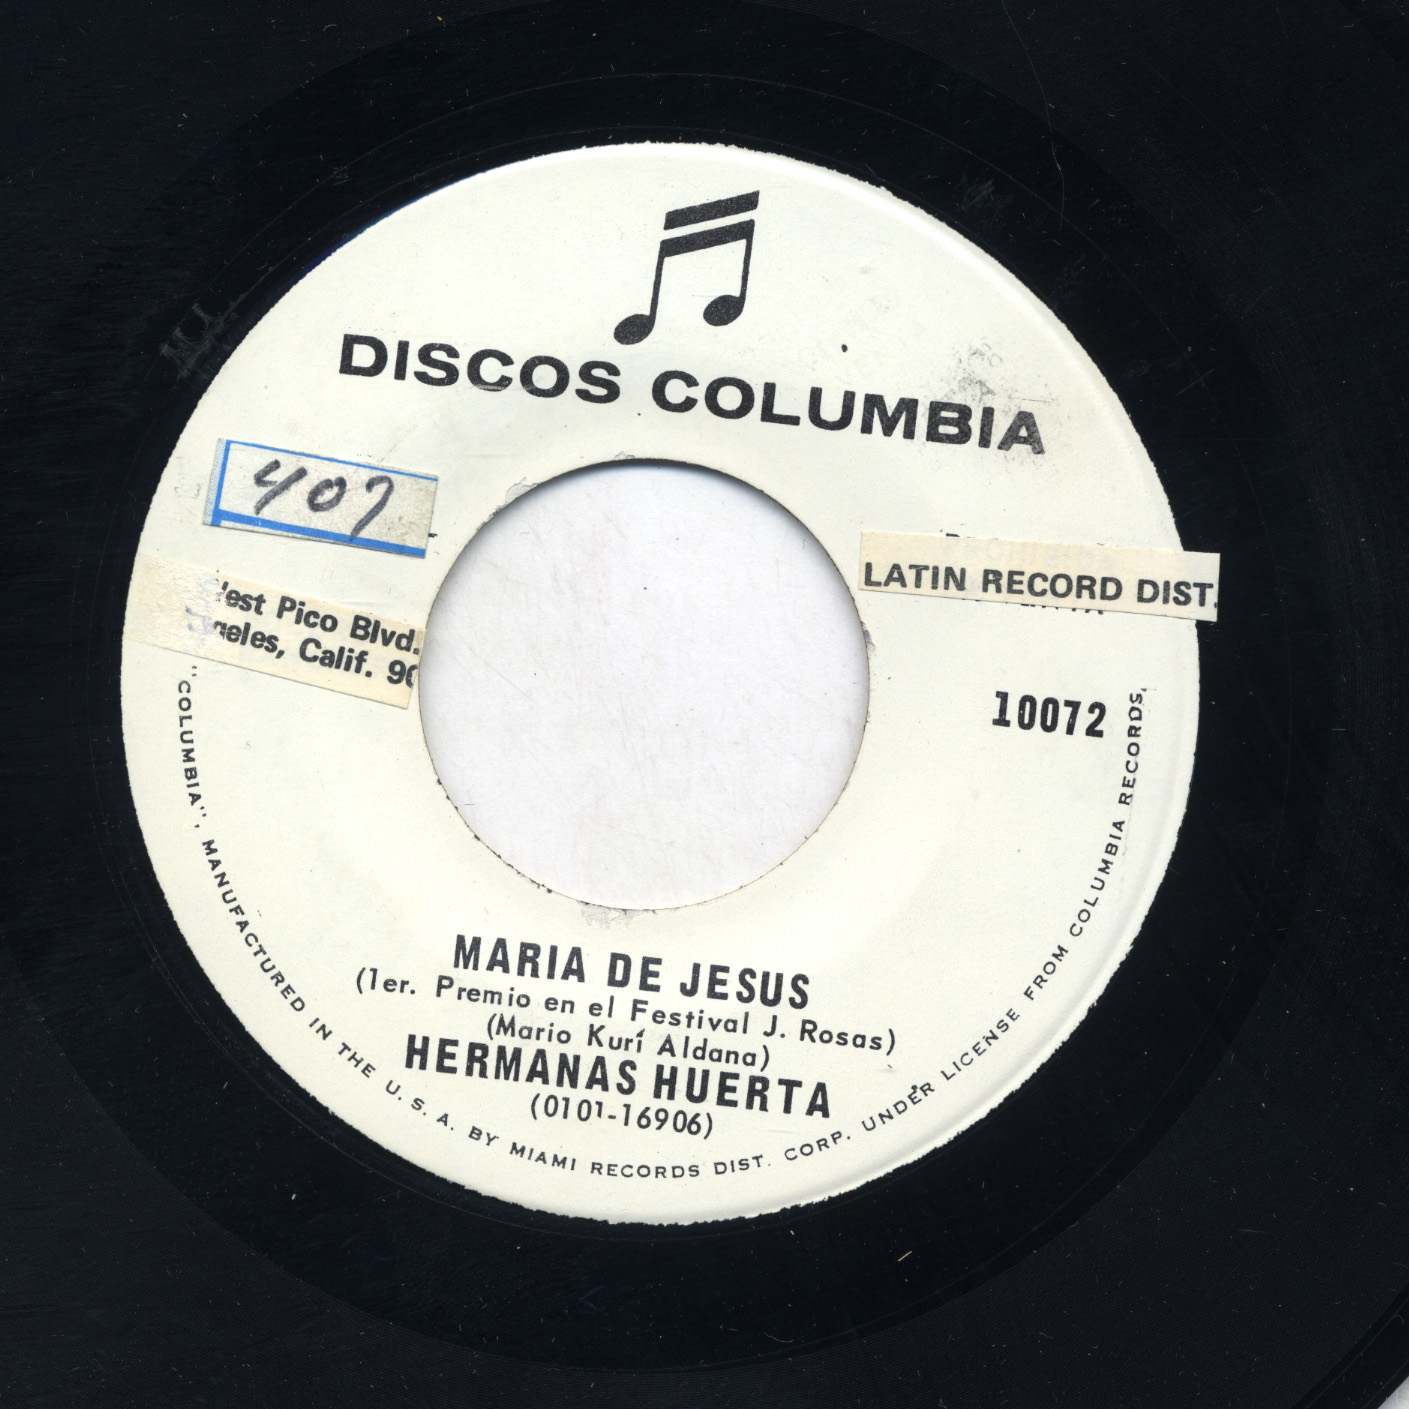 DISCOS COLUMBIA
407
LATIN RECORD DIST.
Pico Blvd.
Calif.
10072
MARIA DE JESUS
(1er. Premio en el Festival J. Rosas)
(Mario Kurí Aldana)
HERMANAS HUERTA
(0101-16906)
"COLUMBIA", MANUFACTURED IN THE U. S. A. BY MIAMI RECORDS DIST. CORP. UNDER LICENSE FROM COLUMBIA RECORDS,